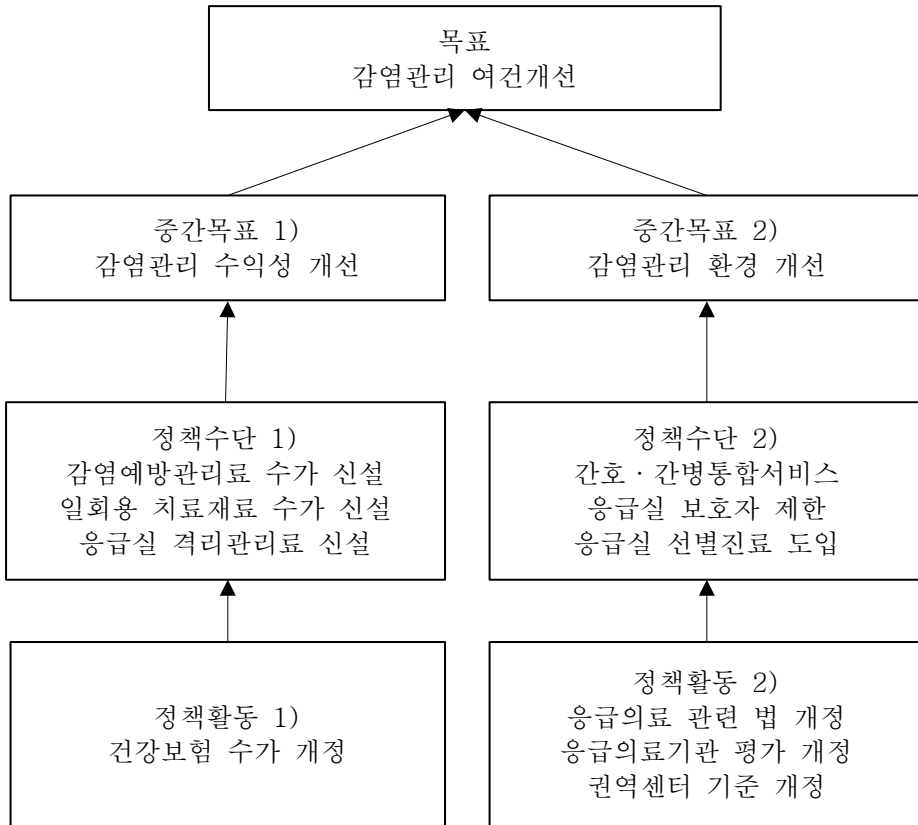 목표
감염관리 여건개선
중간목표 1)
감염관리 수익성 개선
중간목표 2)
감염관리 환경 개선
정책수단 1)
감염예방관리료 수가 신설
일회용 치료재료 수가 신설
응급실 격리관리료 신설
정책수단 2)
간호 · 간병통합서비스
응급실 보호자 제한
응급실 선별진료 도입
정책활동 1)
건강보험 수가 개정
정책활동 2)
응급의료 관련 법 개정
응급의료기관 평가 개정
권역센터 기준 개정